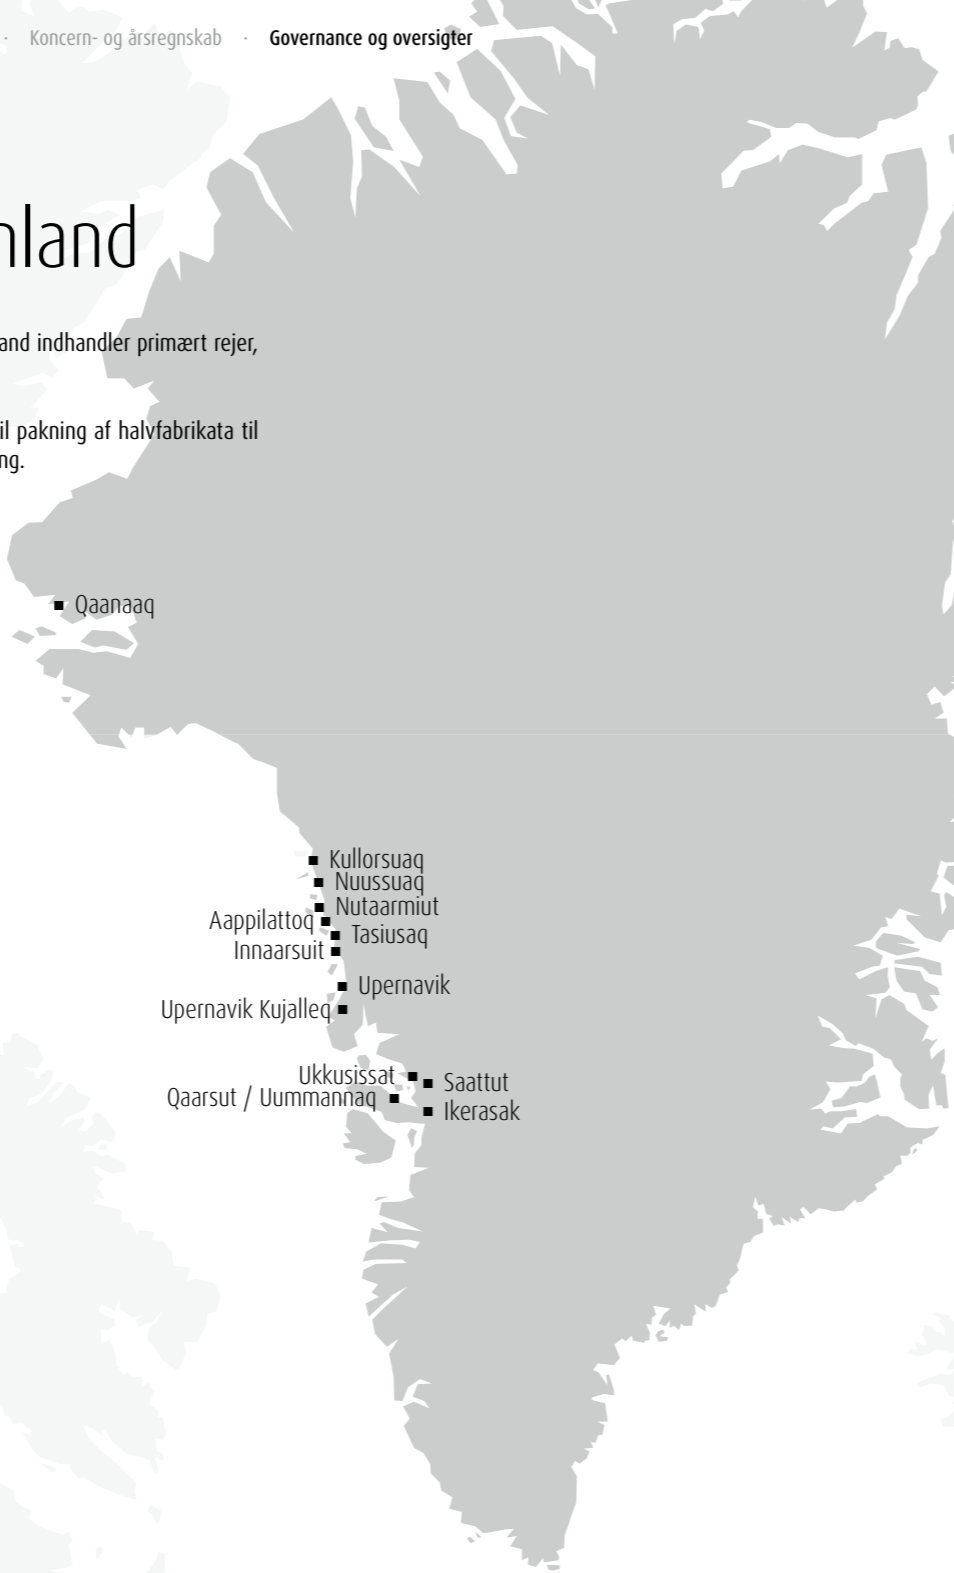 · Koncern- og årsregnskab · Governance og oversigter
nland
and indhandler primært rejer,
il pakning af halvfabrikata til
ng.
Qaanaaq
Kullorsuaq
Nuussuaq
Nutaarmiut
Aappilattoq
Tasiusaq
Innaarsuit
Upernavik
Upernavik Kujalleq
Ukkusissat
Saattut
Qaarsut / Uummannaq
Ikerasak